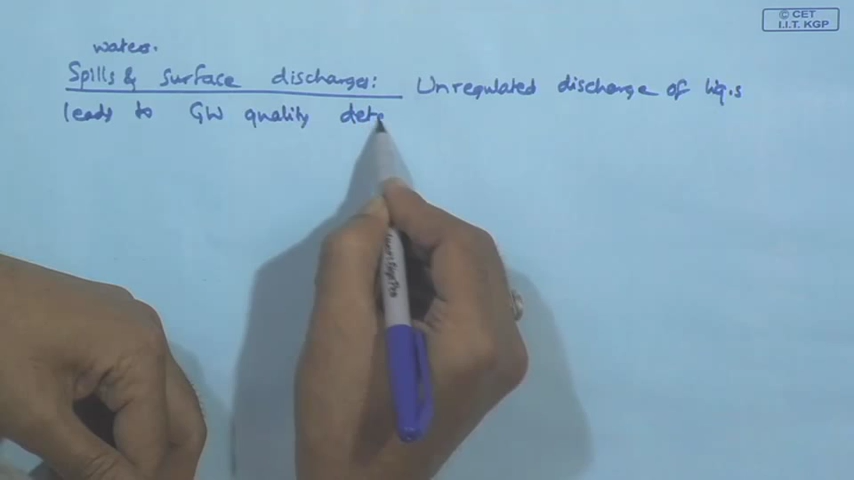 © CET
I.I.T. KGP
water.
Spills & surface discharges: Unregulated discharge of liq.s
leads to GW quality dete